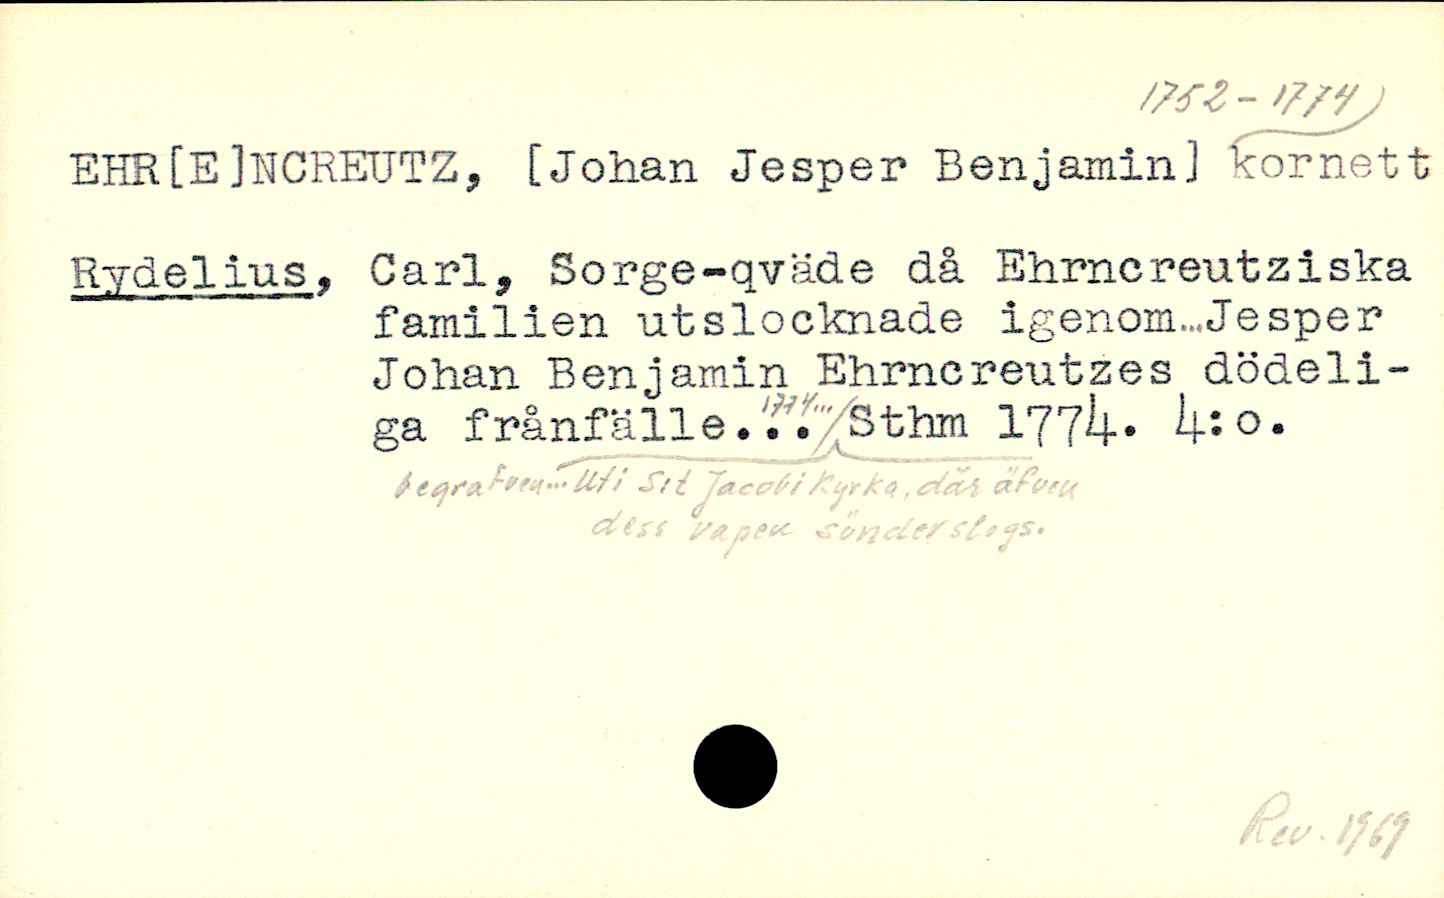 1752-1774)
EHR[E]NCREUTZ, [Johan Jesper Benjamin] kornett
Rydelius, Carl, Sorge-qväde då Ehrncreutziska
familien utslocknade igenom...Jesper
Johan Benjamin Ehrncreutzes dödeli-
ga frånfälle... 1774... / Sthm 1774. 4:o.
begrafven... Uti S:t Jacobi Kyrka, där äfven
dess vapen sönderslogs.
Rev. 1969